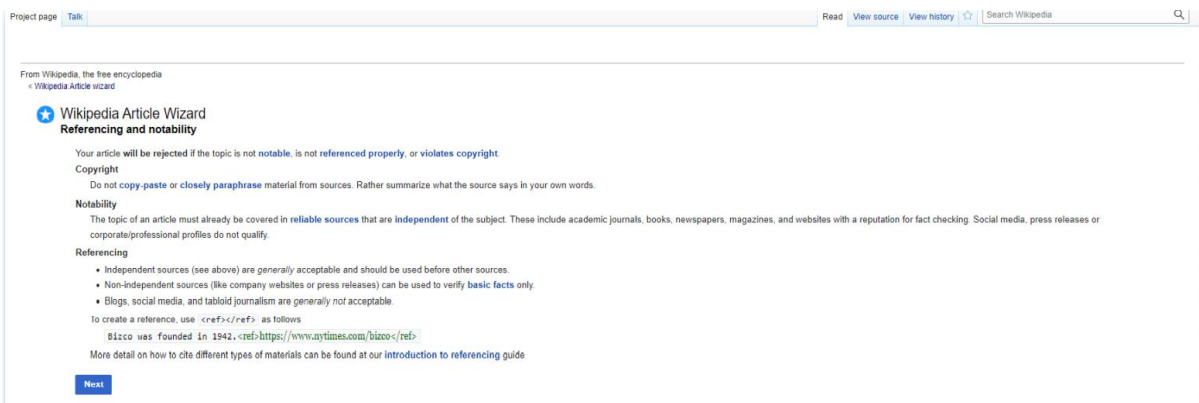 Project page Talk Read View source View history Search Wikipedia
From Wikipedia, the free encyclopedia
< Wikipedia:Article wizard
Wikipedia Article Wizard
Referencing and notability
Your article will be rejected if the topic is not notable, is not referenced properly, or violates copyright.
Copyright
Do not copy-paste or closely paraphrase material from sources. Rather summarize what the source says in your own words.
Notability
The topic of an article must already be covered in reliable sources that are independent of the subject. These include academic journals, books, newspapers, magazines, and websites with a reputation for fact checking. Social media, press releases or
corporate/professional profiles do not qualify.
Referencing
• Independent sources (see above) are generally acceptable and should be used before other sources.
• Non-independent sources (like company websites or press releases) can be used to verify basic facts only.
• Blogs, social media, and tabloid journalism are generally not acceptable.
To create a reference, use <ref></ref> as follows
Bizco was founded in 1942.<ref>https://www.nytimes.com/bizco</ref>
More detail on how to cite different types of materials can be found at our introduction to referencing guide
Next